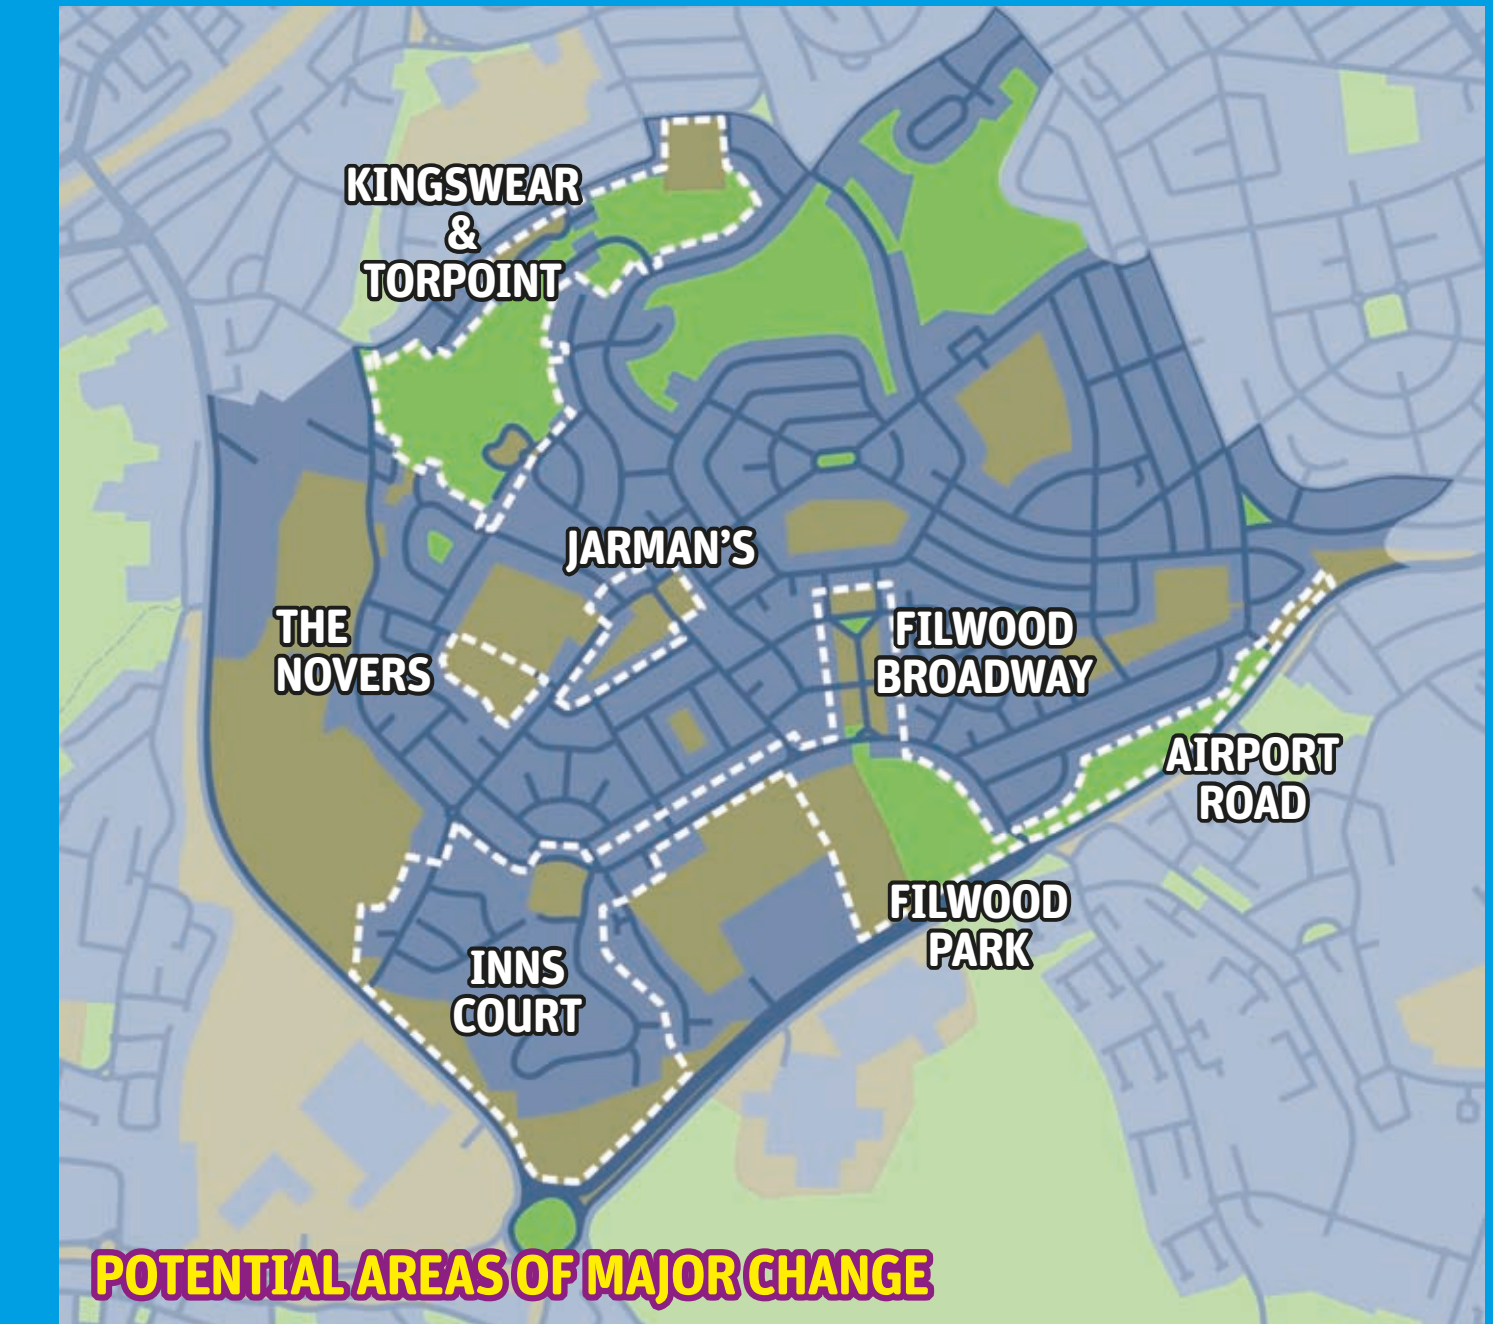 KINGSWEAR
&
TORPOINT
JARMAN'S
THE
NOVERS
FILWOOD
BROADWAY
AIRPORT
ROAD
FILWOOD
PARK
INNS
COURT
POTENTIAL AREAS OF MAJOR CHANGE